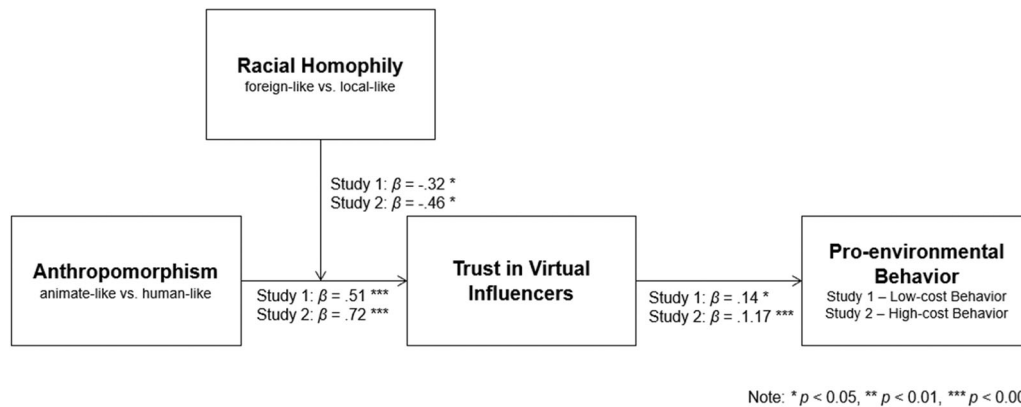 Racial Homophily
foreign-like vs. local-like
Study 1: β = -.32 *
Study 2: β = -.46 *
Anthropomorphism
animate-like vs. human-like
Study 1: β = .51 ***
Study 2: β = .72 ***
Trust in Virtual
Influencers
Study 1: β = .14 *
Study 2: β = .1.17 ***
Pro-environmental
Behavior
Study 1 – Low-cost Behavior
Study 2 – High-cost Behavior
Note: * p < 0.05, ** p < 0.01, *** p < 0.00